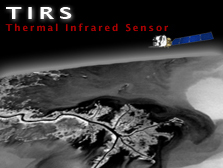 TIRS
Thermal Infrared Sensor